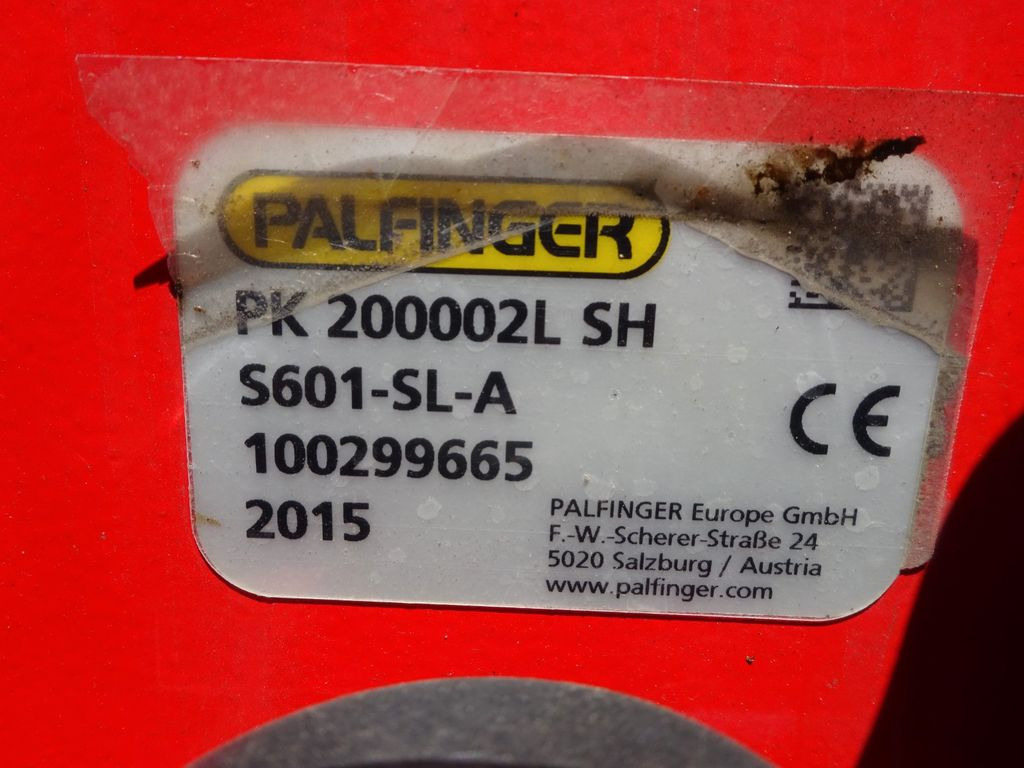 PALFINGER
PK 200002L SH
S601-SL-A
100299665
2015
CE
PALFINGER Europe GmbH
F.-W.-Scherer-Straße 24
5020 Salzburg / Austria
www.palfinger.com